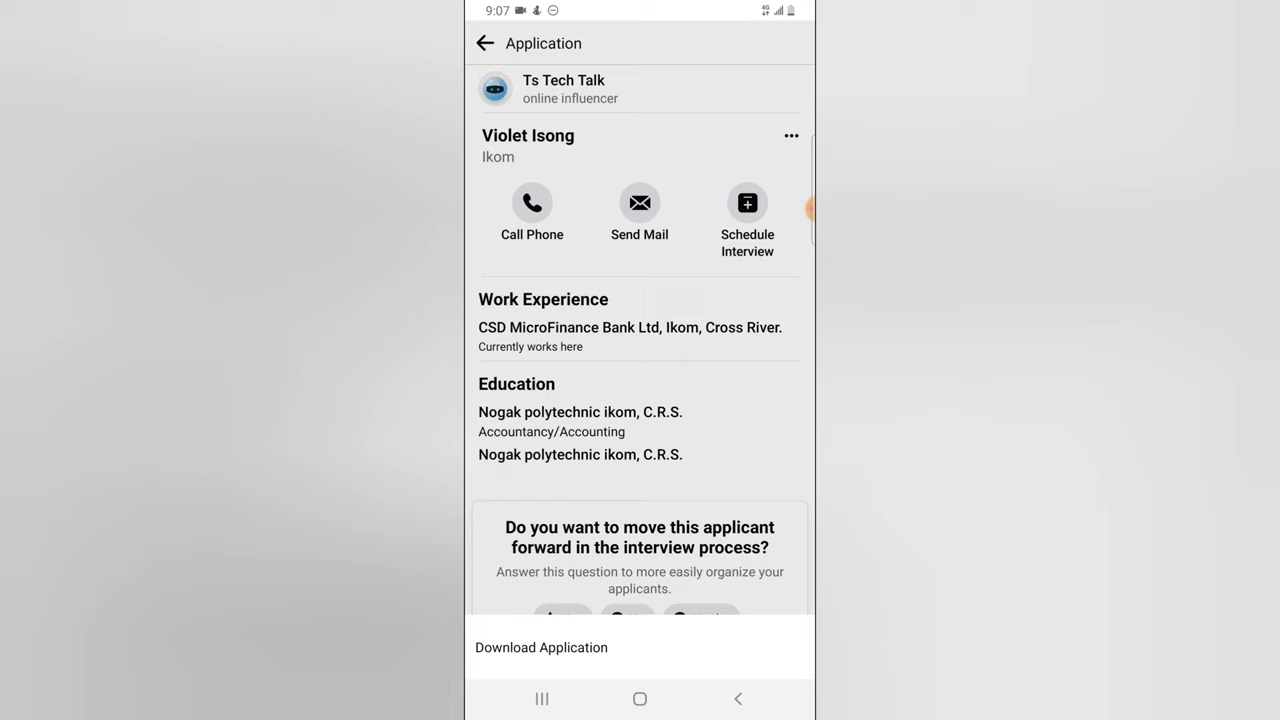 9:07
4G
Application
Ts Tech Talk
online influencer
Violet Isong
Ikom
Call Phone
Send Mail
Schedule
Interview
Work Experience
CSD MicroFinance Bank Ltd, Ikom, Cross River.
Currently works here
Education
Nogak polytechnic ikom, C.R.S.
Accountancy/Accounting
Nogak polytechnic ikom, C.R.S.
Do you want to move this applicant
forward in the interview process?
Answer this question to more easily organize your
applicants.
Download Application